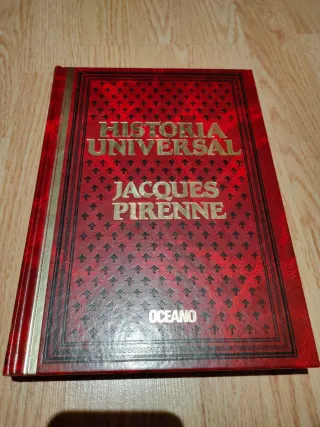 HISTORIA
UNIVERSAL
JACQUES
PIRENNE
OCEANO